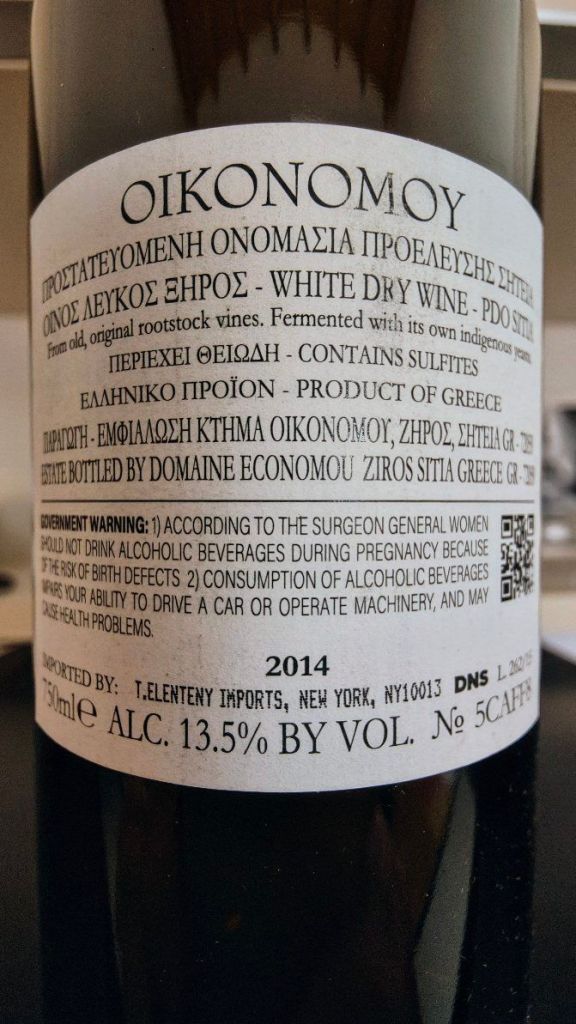 ΟΙΚΟΝΟΜΟΥ
ΠΡΟΣΤΑΤΕΥΟΜΕΝΗ ΟΝΟΜΑΣΙΑ ΠΡΟΕΛΕΥΣΗΣ ΣΗΤΕΙΑ
ΟΙΝΟΣ ΛΕΥΚΟΣ ΞΗΡΟΣ - WHITE DRY WINE - PDO SITIA
From old, original rootstock vines. Fermented with its own indigenous yeasts
ΠΕΡΙΕΧΕΙ ΘΕΙΩΔΗ - CONTAINS SULFITES
ΕΛΛΗΝΙΚΟ ΠΡΟΪΟΝ - PRODUCT OF GREECE
ΠΑΡΑΓΩΓΗ - ΕΜΦΙΑΛΩΣΗ ΚΤΗΜΑ ΟΙΚΟΝΟΜΟΥ, ΖΗΡΟΣ, ΣΗΤΕΙΑ GR -
ESTATE BOTTLED BY DOMAINE ECONOMOU ZIROS SITIA GREECE GR -
GOVERNMENT WARNING: 1) ACCORDING TO THE SURGEON GENERAL WOMEN
SHOULD NOT DRINK ALCOHOLIC BEVERAGES DURING PREGNANCY BECAUSE
OF THE RISK OF BIRTH DEFECTS 2) CONSUMPTION OF ALCOHOLIC BEVERAGES
IMPAIRS YOUR ABILITY TO DRIVE A CAR OR OPERATE MACHINERY, AND MAY
CAUSE HEALTH PROBLEMS.
2014
IMPORTED BY: T.ELENTENY IMPORTS, NEW YORK, NY10013 DNS L. 262/15
750ml℮ ALC. 13.5% BY VOL. № 5CAFF8